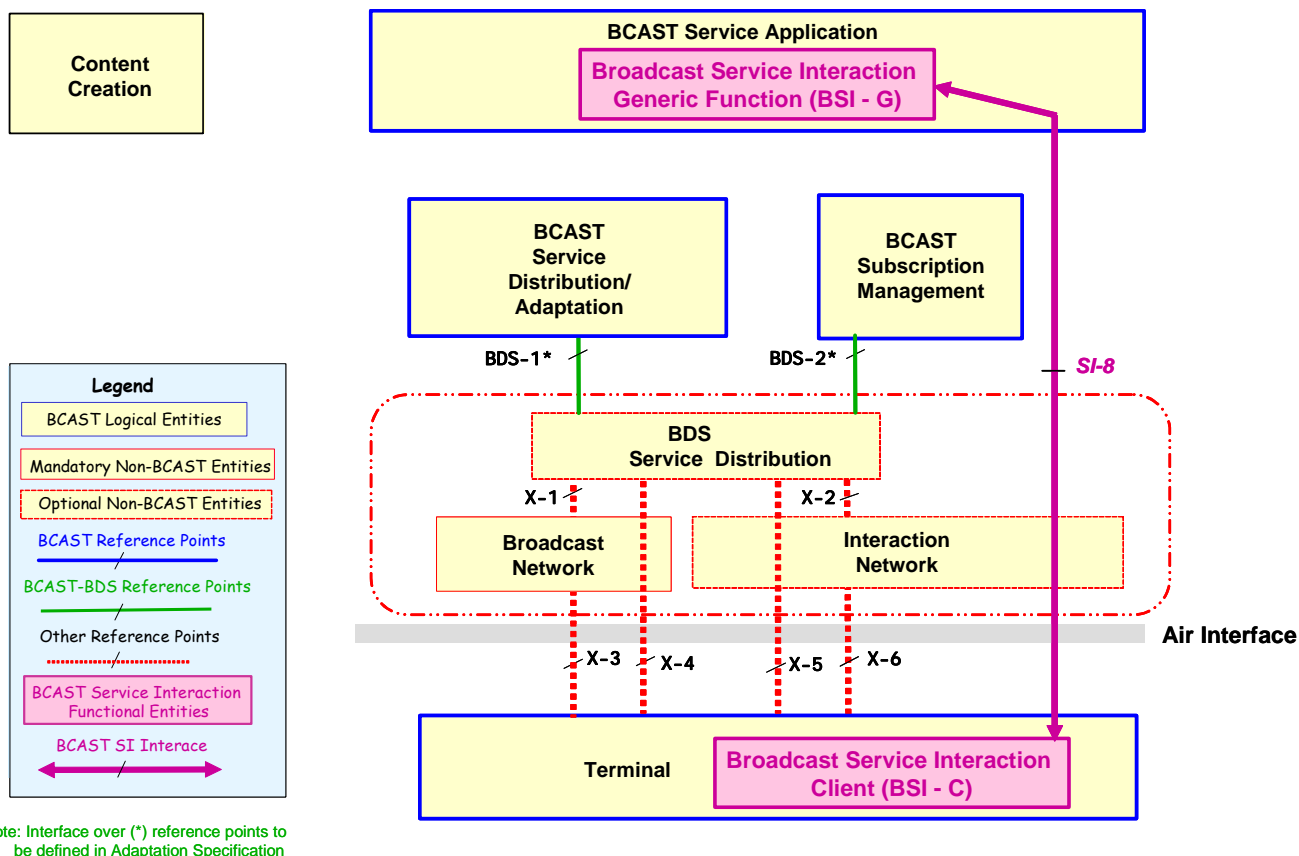 Content
Creation
BCAST Service Application
Broadcast Service Interaction
Generic Function (BSI - G)
BCAST
Service
Distribution/
Adaptation
BCAST
Subscription
Management
BDS-1*
BDS-2*
SI-8
Legend
BCAST Logical Entities
Mandatory Non-BCAST Entities
Optional Non-BCAST Entities
BCAST Reference Points
BCAST-BDS Reference Points
Other Reference Points
BCAST Service Interaction
Functional Entities
BCAST SI Interace
BDS
Service Distribution
X-1
X-2
Broadcast
Network
Interaction
Network
Air Interface
X-3
X-4
X-5
X-6
Terminal
Broadcast Service Interaction
Client (BSI - C)
ote: Interface over (*) reference points to
be defined in Adaptation Specification